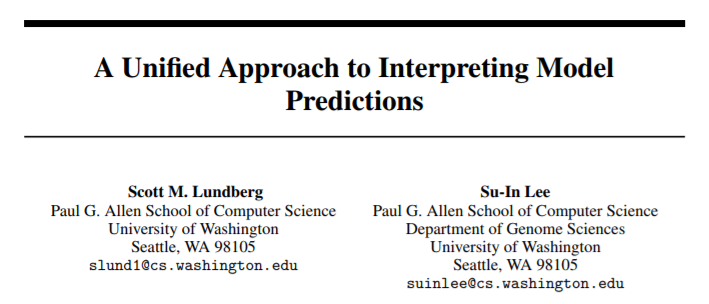 A Unified Approach to Interpreting Model
Predictions
Scott M. Lundberg
Paul G. Allen School of Computer Science
University of Washington
Seattle, WA 98105
slund1@cs.washington.edu
Su-In Lee
Paul G. Allen School of Computer Science
Department of Genome Sciences
University of Washington
Seattle, WA 98105
suinlee@cs.washington.edu